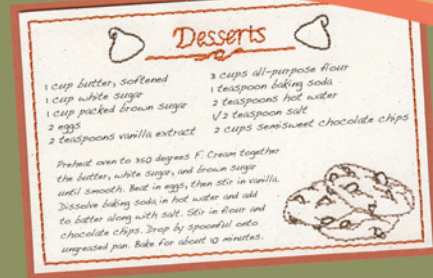 Desserts
1 cup butter, softened
1 cup white sugar
1 cup packed brown sugar
2 eggs
2 teaspoons vanilla extract
3 cups all-purpose flour
1 teaspoon baking soda
2 teaspoons hot water
1/2 teaspoon salt
2 cups semisweet chocolate chips
Preheat oven to 350 degrees F. Cream together
the butter, white sugar, and brown sugar
until smooth. Beat in eggs, then stir in vanilla.
Dissolve baking soda in hot water and add
to batter along with salt. Stir in flour and
chocolate chips. Drop by spoonful onto
ungreased pan. Bake for about 10 minutes.